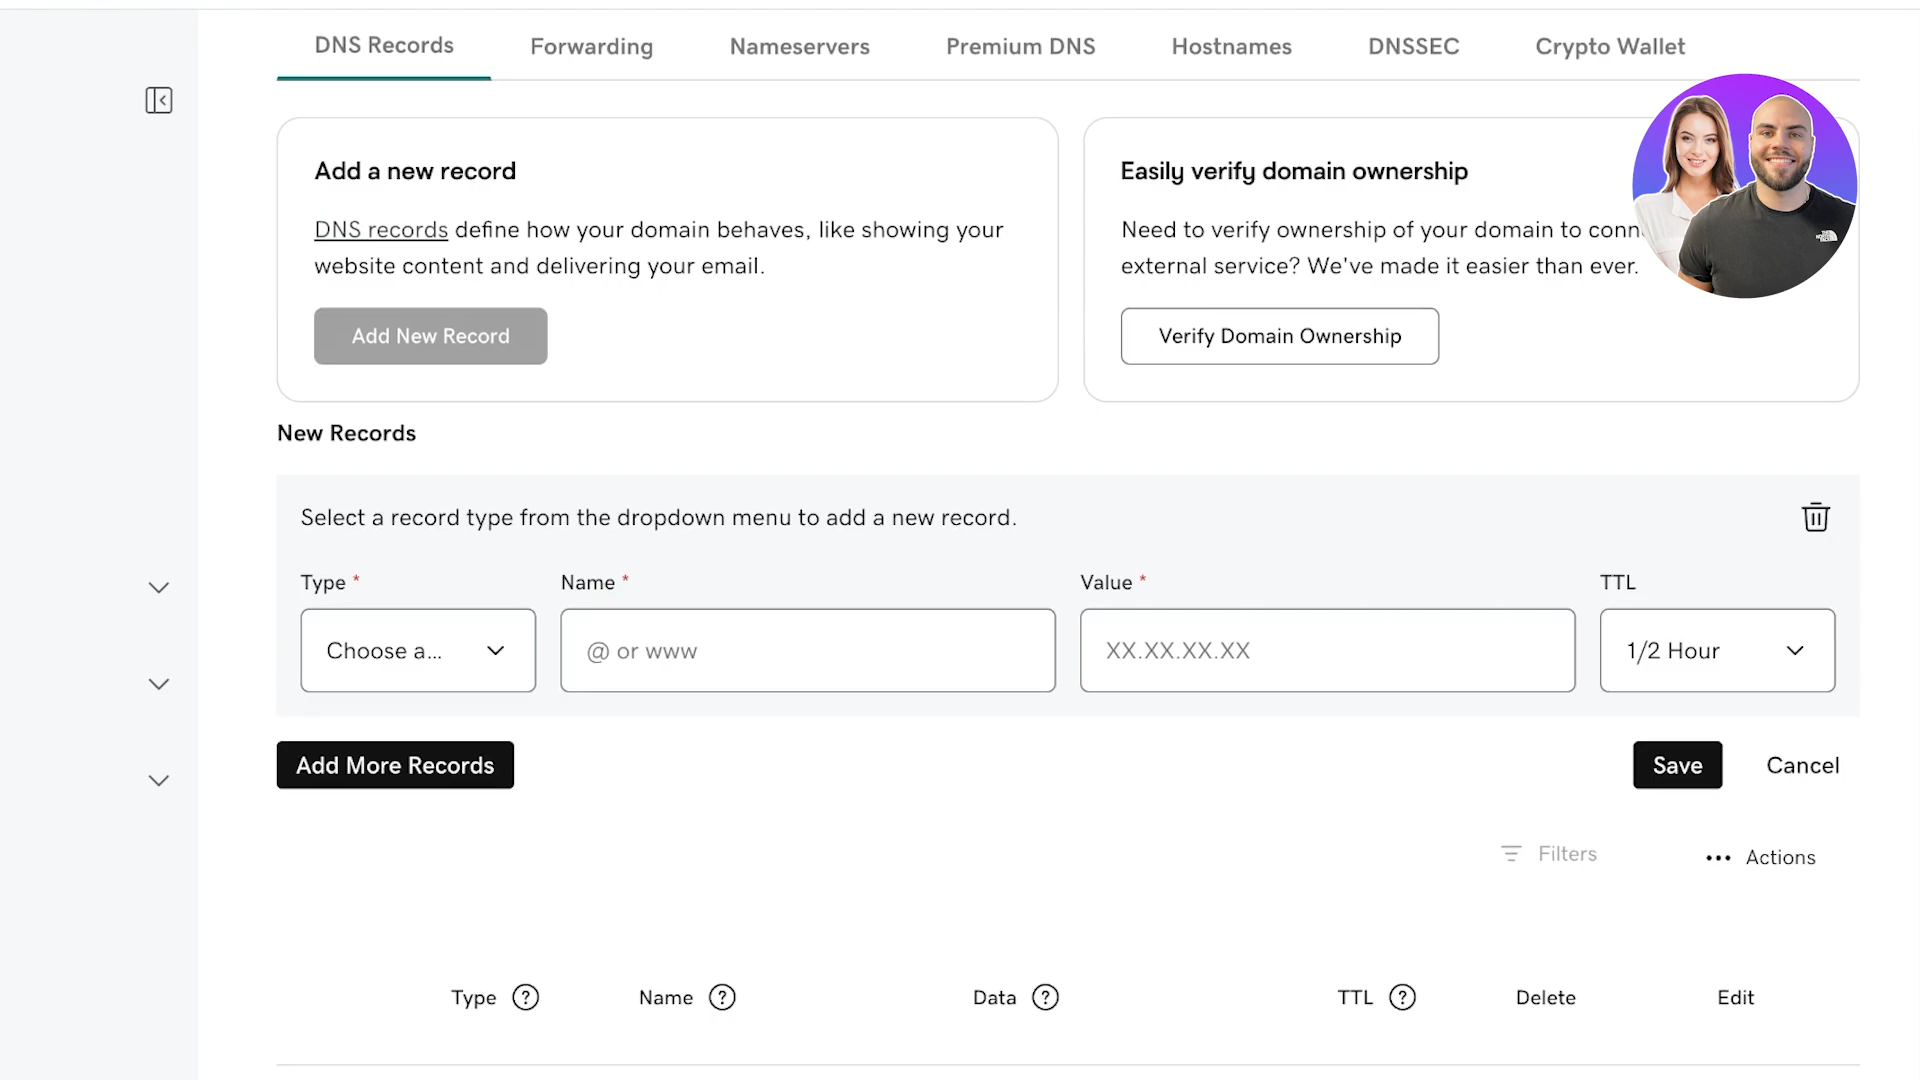 DNS Records
Forwarding
Nameservers
Premium DNS
Hostnames
DNSSEC
Crypto Wallet
Add a new record
DNS records define how your domain behaves, like showing your
website content and delivering your email.
Add New Record
Easily verify domain ownership
Need to verify ownership of your domain to
external service? We've made it easier than ever.
Verify Domain Ownership
New Records
Select a record type from the dropdown menu to add a new record.
Type *
Name *
Value *
TTL
Choose a...
@ or www
XX.XX.XX.XX
1/2 Hour
Add More Records
Save
Cancel
Filters
••• Actions
Type ?
Name ?
Data ?
TTL ?
Delete
Edit